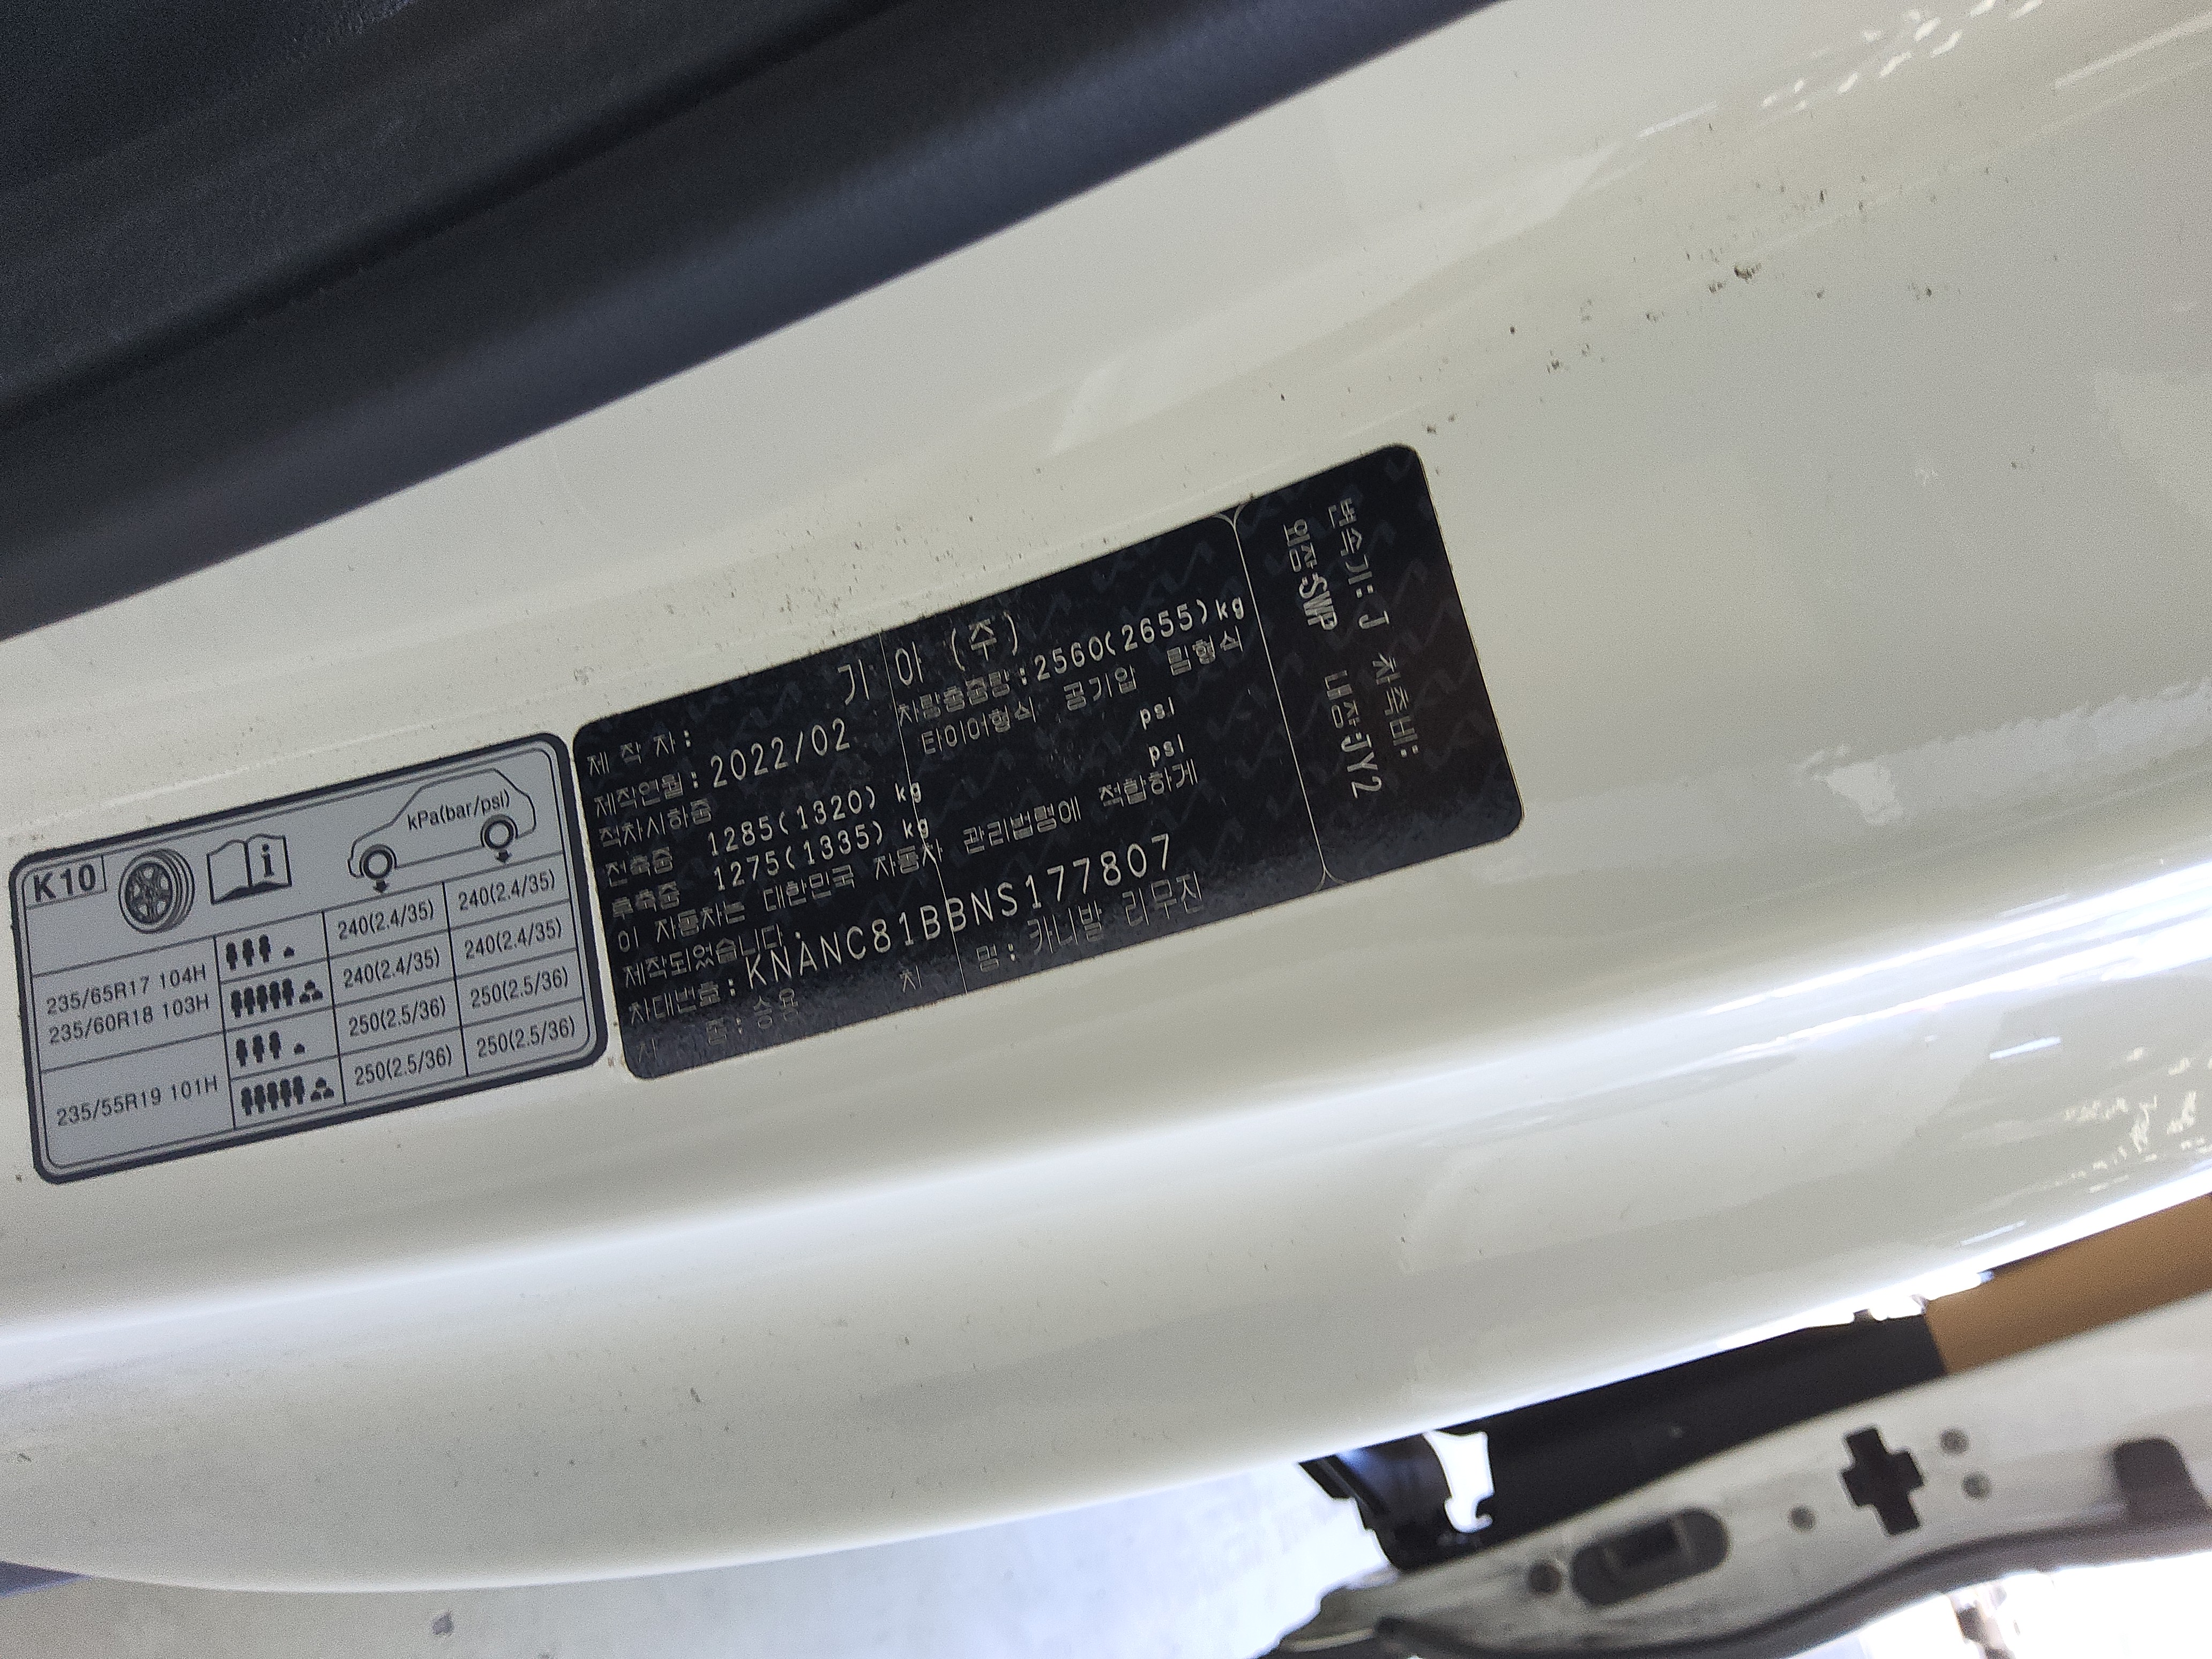 K10
kPa(bar/psi)
235/65R17 104H
235/60R18 103H
240(2.4/35) 240(2.4/35)
240(2.4/35) 240(2.4/35)
235/55R19 101H
250(2.5/36) 250(2.5/36)
250(2.5/36) 250(2.5/36)
제 작 자: 기 아 (주)
제작연월: 2022/02 차량총중량:2560(2655)kg
적차시하중 타이어형식 공기압 림형식
전축중 1285(1320) kg psi
후축중 1275(1335) kg psi
이 자동차는 대한민국 자동차 관리법령에 적합하게
제작되었습니다.
차대번호:KNANC81BBNS177807
차 종:승용 차 명:카니발 리무진
변속기:J 차축비:
외장:SWP 내장:JY2